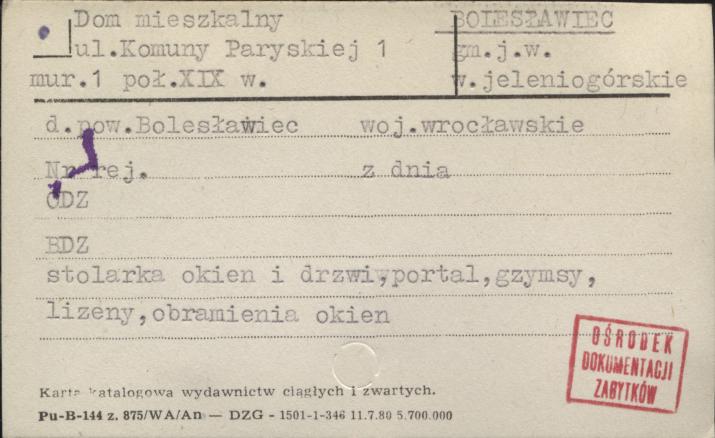 Dom mieszkalny BOLESŁAWIEC
ul.Komuny Paryskiej 1 gm.j.w.
mur.1 poł.XIX w. w.jeleniogórskie
d.pow.Bolesławiec woj.wrocławskie
Nr rej. z dnia
ODZ
BDZ
stolarka okien i drzwi,portal,gzymsy,
lizeny,obramienia okien
OŚRODEK
DOKUMENTACJI
ZABYTKÓW
Karta katalogowa wydawnictw ciągłych i zwartych.
Pu-B-144 z. 875/WA/An — DZG - 1501-1-346 11.7.80 5.700.000